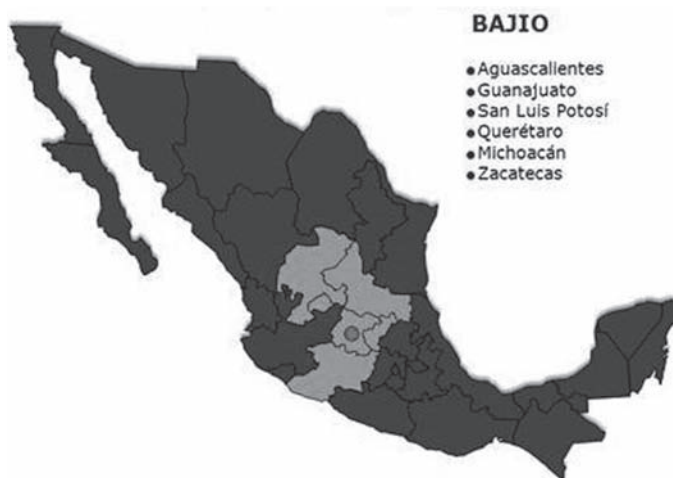 BAJIO
● Aguascalientes
● Guanajuato
● San Luis Potosí
● Querétaro
● Michoacán
● Zacatecas